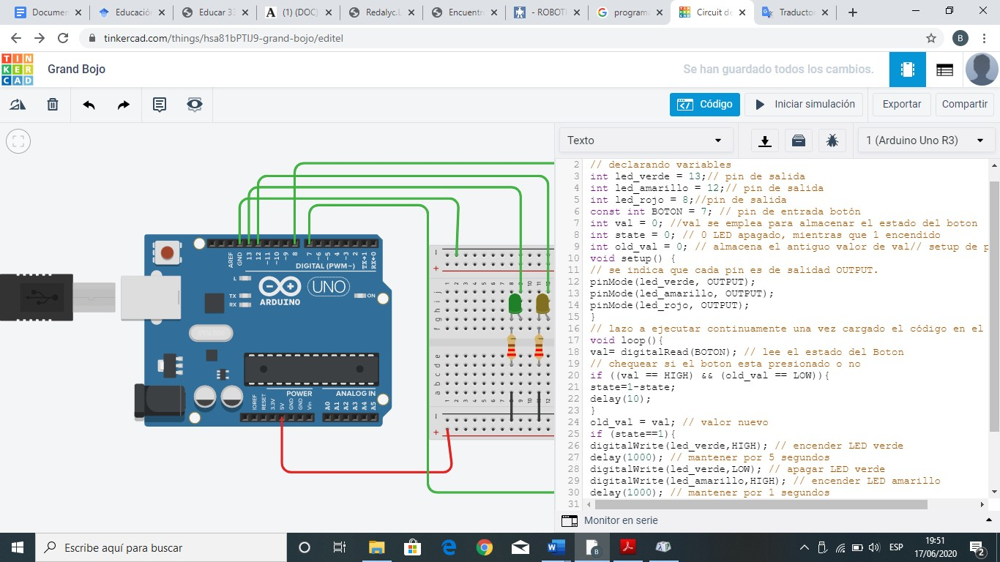 Documen
Educació
Educar 33
(1) (DOC)
Redalyc.L
Encuentr
- ROBOTI
programa
Circuit de
Traductor
tinkercad.com/things/hsa81bPTIJ9-grand-bojo/editel
B
TIN
KER
CAD
Grand Bojo
Se han guardado todos los cambios.
Código
Iniciar simulación
Exportar
Compartir
Texto
1 (Arduino Uno R3)
2 // declarando variables
3 int led_verde = 13;// pin de salida
4 int led_amarillo = 12;// pin de salida
5 int led_rojo = 8;//pin de salida
6 const int BOTON = 7; // pin de entrada botón
7 int val = 0; //val se emplea para almacenar el estado del boton
8 int state = 0; // 0 LED apagado, mientras que 1 encendido
9 int old_val = 0; // almacena el antiguo valor de val// setup de p
10 void setup() {
11 // se indica que cada pin es de salidad OUTPUT.
12 pinMode(led_verde, OUTPUT);
13 pinMode(led_amarillo, OUTPUT);
14 pinMode(led_rojo, OUTPUT);
15 }
16 // lazo a ejecutar continuamente una vez cargado el código en el
17 void loop(){
18 val= digitalRead(BOTON); // lee el estado del Boton
19 // chequear si el boton esta presionado o no
20 if ((val == HIGH) && (old_val == LOW)){
21 state=1-state;
22 delay(10);
23 }
24 old_val = val; // valor nuevo
25 if (state==1){
26 digitalWrite(led_verde,HIGH); // encender LED verde
27 delay(1000); // mantener por 5 segundos
28 digitalWrite(led_verde,LOW); // apagar LED verde
29 digitalWrite(led_amarillo,HIGH); // encender LED amarillo
30 delay(1000); // mantener por 1 segundos
31
AREF
GND
13
12
~11
~10
~9
8
7
~6
~5
4
~3
2
TX→1
RX←0
DIGITAL (PWM~)
L
TX
RX
ARDUINO
UNO
ON
IOREF
RESET
3.3V
5V
GND
GND
Vin
POWER
ANALOG IN
A0
A1
A2
A3
A4
A5
Monitor en serie
Escribe aquí para buscar
ESP
19:51
17/06/2020
2